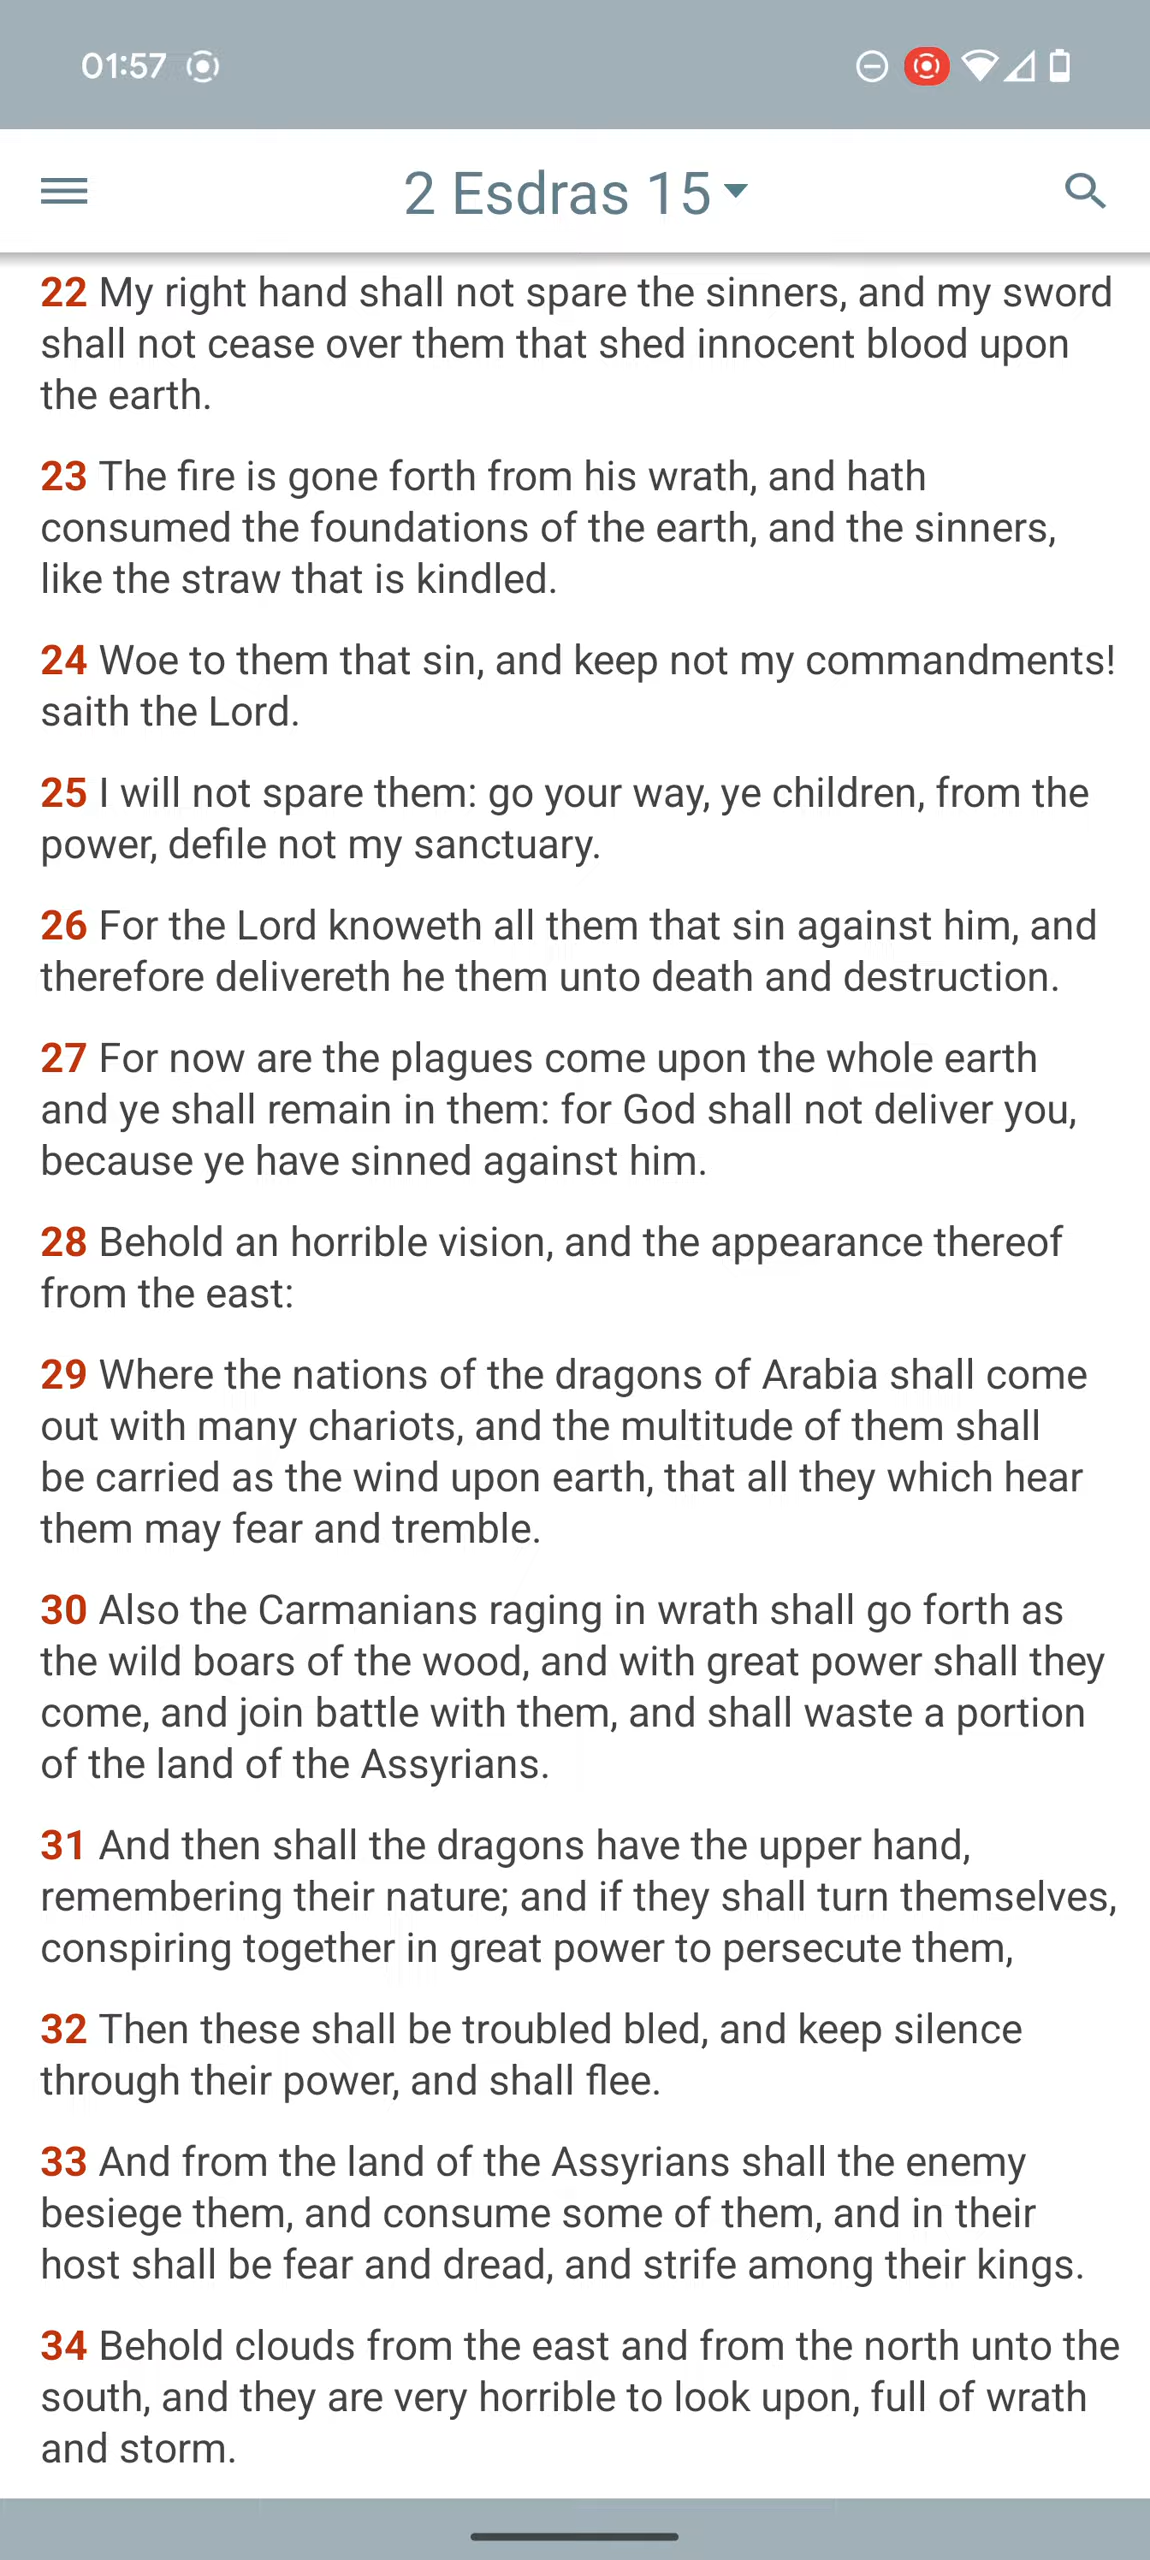 01:57
2 Esdras 15
22 My right hand shall not spare the sinners, and my sword
shall not cease over them that shed innocent blood upon
the earth.
23 The fire is gone forth from his wrath, and hath
consumed the foundations of the earth, and the sinners,
like the straw that is kindled.
24 Woe to them that sin, and keep not my commandments!
saith the Lord.
25 I will not spare them: go your way, ye children, from the
power, defile not my sanctuary.
26 For the Lord knoweth all them that sin against him, and
therefore delivereth he them unto death and destruction.
27 For now are the plagues come upon the whole earth
and ye shall remain in them: for God shall not deliver you,
because ye have sinned against him.
28 Behold an horrible vision, and the appearance thereof
from the east:
29 Where the nations of the dragons of Arabia shall come
out with many chariots, and the multitude of them shall
be carried as the wind upon earth, that all they which hear
them may fear and tremble.
30 Also the Carmanians raging in wrath shall go forth as
the wild boars of the wood, and with great power shall they
come, and join battle with them, and shall waste a portion
of the land of the Assyrians.
31 And then shall the dragons have the upper hand,
remembering their nature; and if they shall turn themselves,
conspiring together in great power to persecute them,
32 Then these shall be troubled bled, and keep silence
through their power, and shall flee.
33 And from the land of the Assyrians shall the enemy
besiege them, and consume some of them, and in their
host shall be fear and dread, and strife among their kings.
34 Behold clouds from the east and from the north unto the
south, and they are very horrible to look upon, full of wrath
and storm.